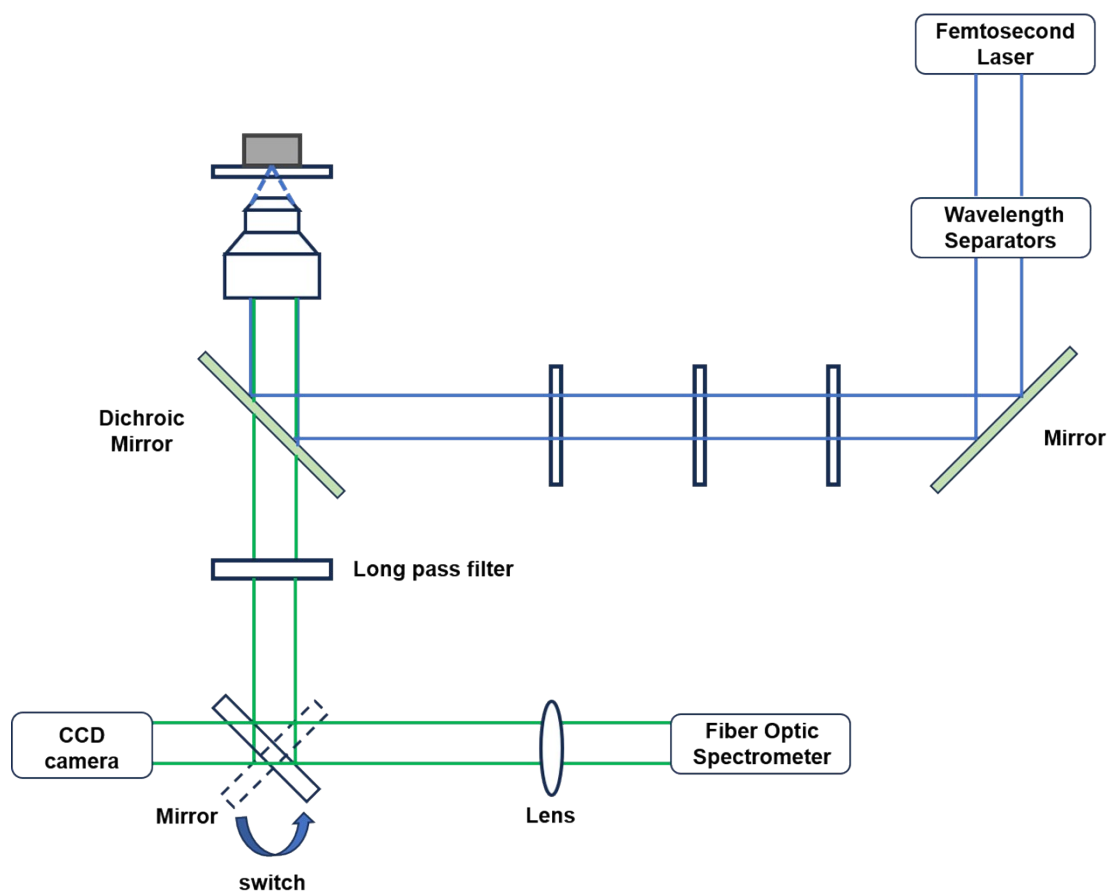 Femtosecond
Laser
Wavelength
Separators
Dichroic
Mirror
Mirror
Long pass filter
CCD
camera
Fiber Optic
Spectrometer
Mirror
Lens
switch